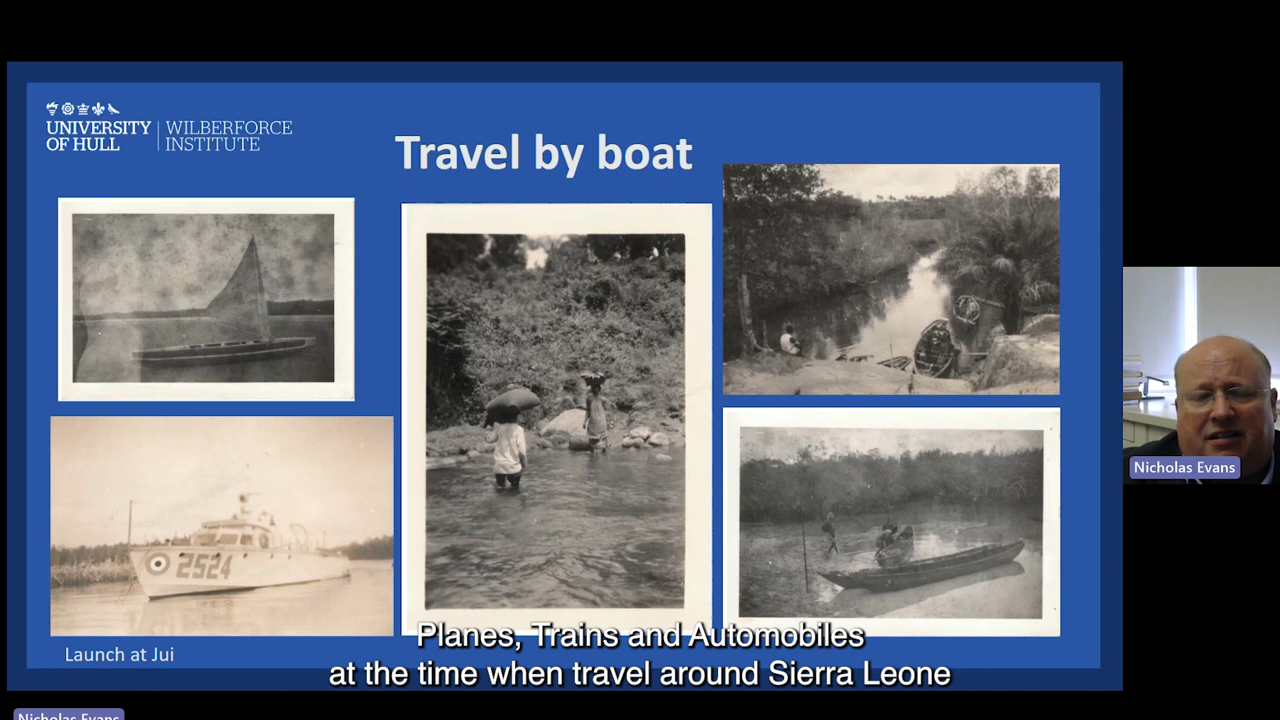 UNIVERSITY
OF HULL
WILBERFORCE
INSTITUTE
Travel by boat
2524
Launch at Jui
Nicholas Evans
Planes, Trains and Automobiles
at the time when travel around Sierra Leone
Nicholas Evans